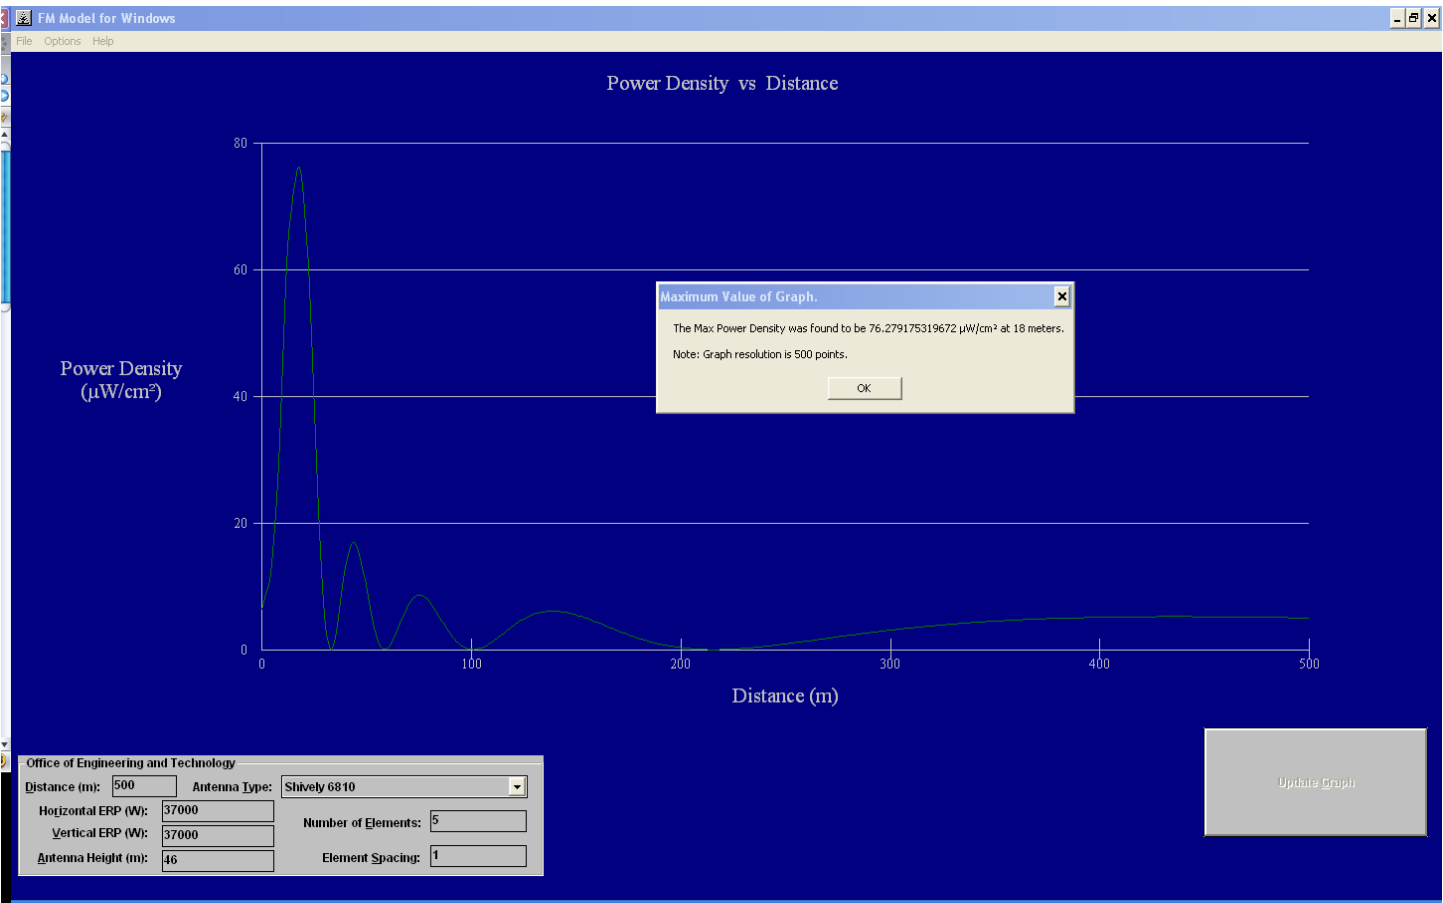 FM Model for Windows
File Options Help
Power Density vs Distance
80
60
40
20
0
Power Density
(µW/cm²)
0 100 200 300 400 500
Distance (m)
Maximum Value of Graph.
The Max Power Density was found to be 76.279175319672 µW/cm² at 18 meters.
Note: Graph resolution is 500 points.
OK
Office of Engineering and Technology
Distance (m): 500 Antenna Type: Shively 6810
Horizontal ERP (W): 37000
Vertical ERP (W): 37000
Antenna Height (m): 46
Number of Elements: 5
Element Spacing: 1
Update Graph